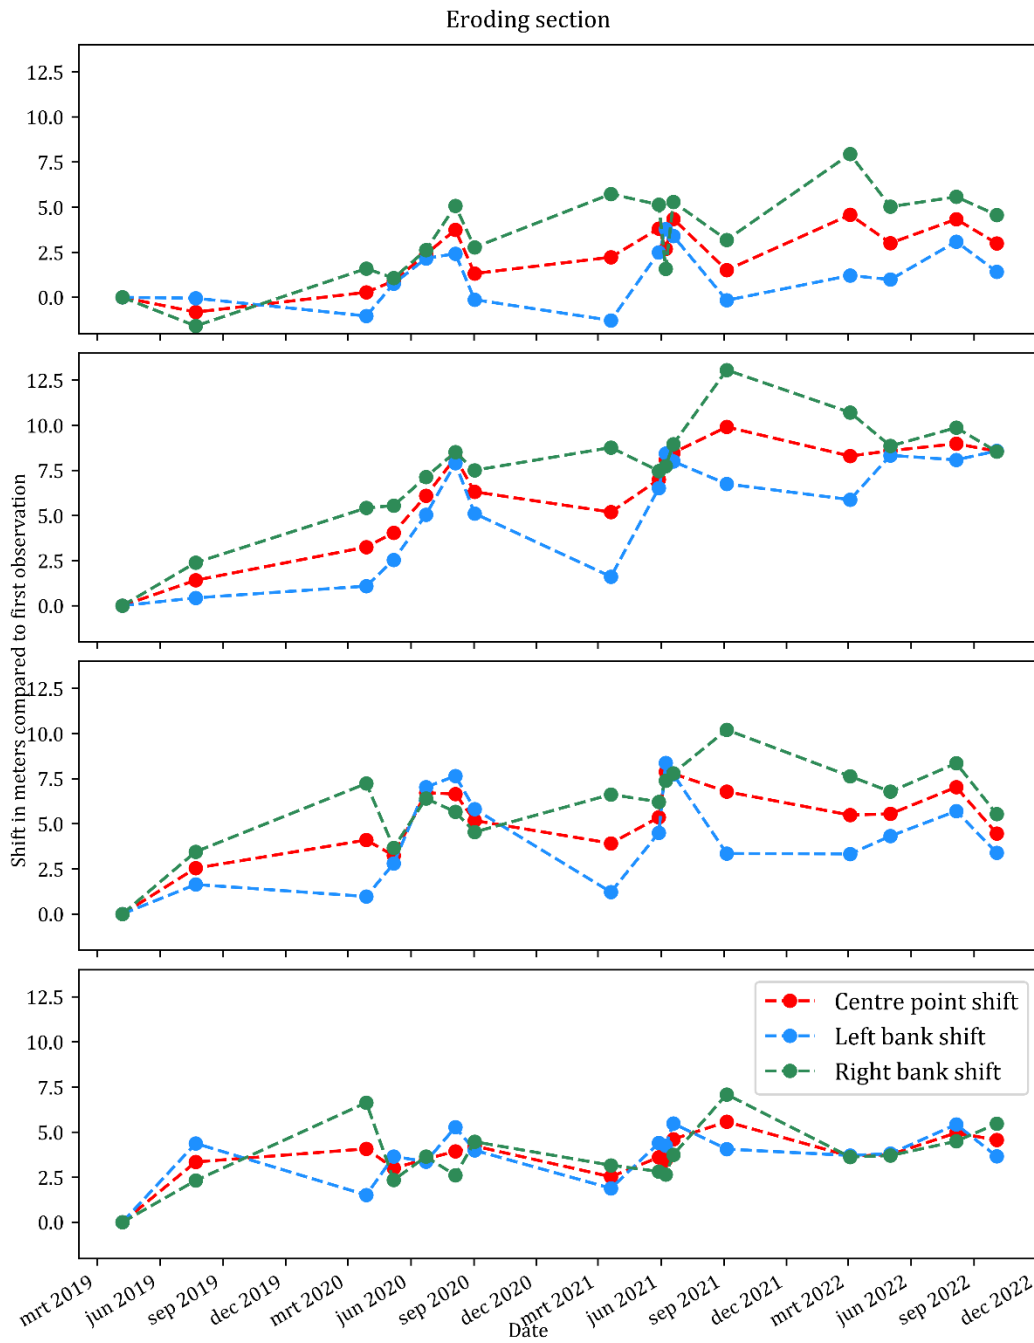 Eroding section
12.5
10.0
7.5
5.0
2.5
0.0
12.5
10.0
7.5
5.0
2.5
0.0
Shift in meters compared to first observation
12.5
10.0
7.5
5.0
2.5
0.0
12.5
10.0
7.5
5.0
2.5
0.0
Centre point shift
Left bank shift
Right bank shift
mrt 2019
jun 2019
sep 2019
dec 2019
mrt 2020
jun 2020
sep 2020
dec 2020
mrt 2021
jun 2021
sep 2021
dec 2021
mrt 2022
jun 2022
sep 2022
dec 2022
Date